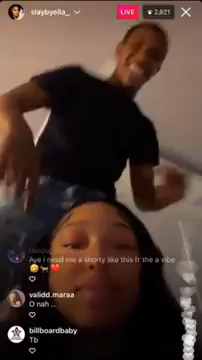 slaybyella_
LIVE
2,821
Aye i need me a shorty like this fr the a vibe
validd.maraa
O nah ...
billboardbaby
Tb